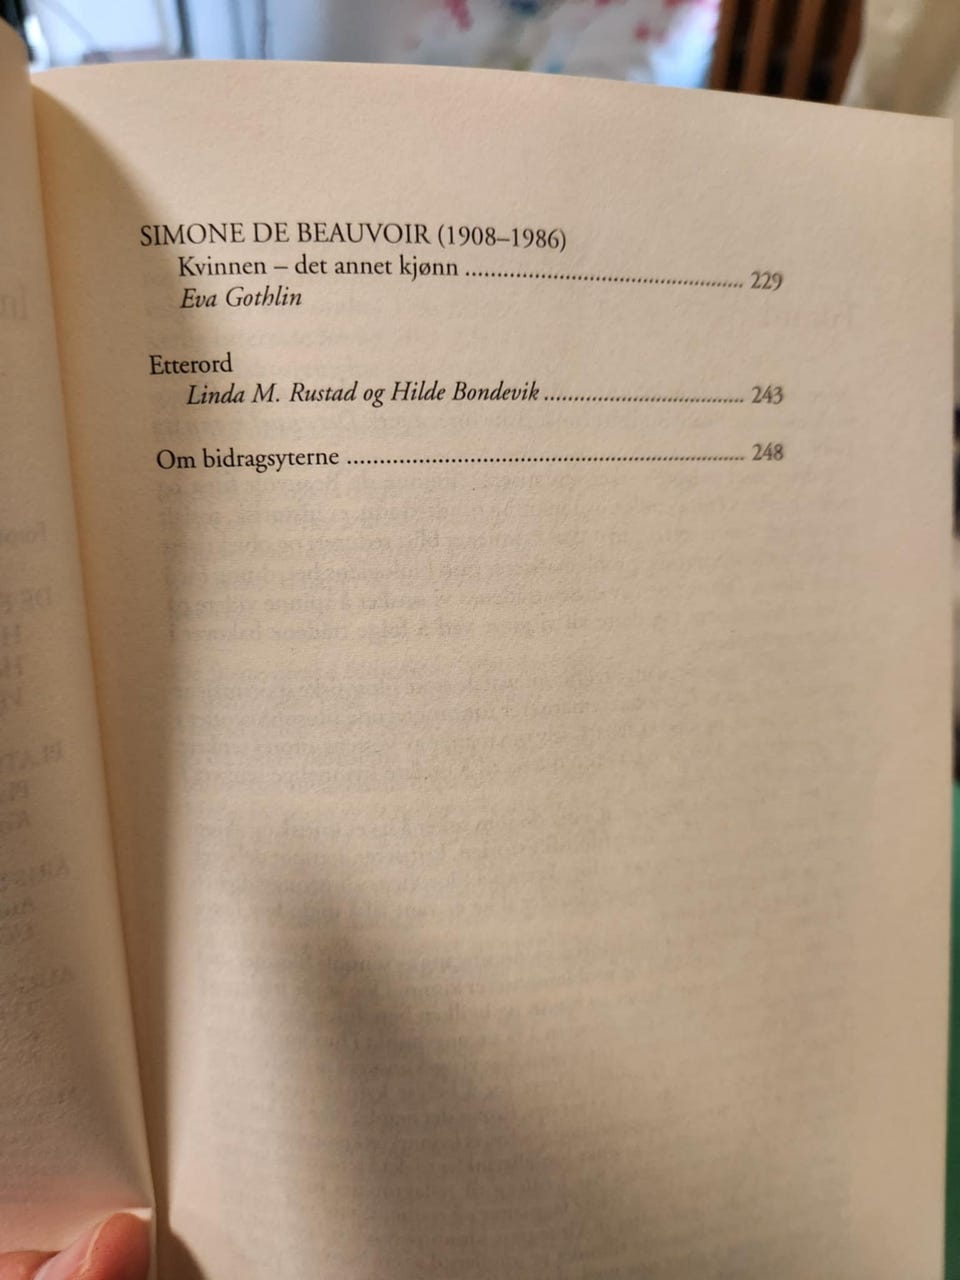 SIMONE DE BEAUVOIR (1908–1986)
Kvinnen – det annet kjønn ........................................... 229
Eva Gothlin
Etterord
Linda M. Rustad og Hilde Bondevik ............................... 243
Om bidragsyterne ............................................................. 248